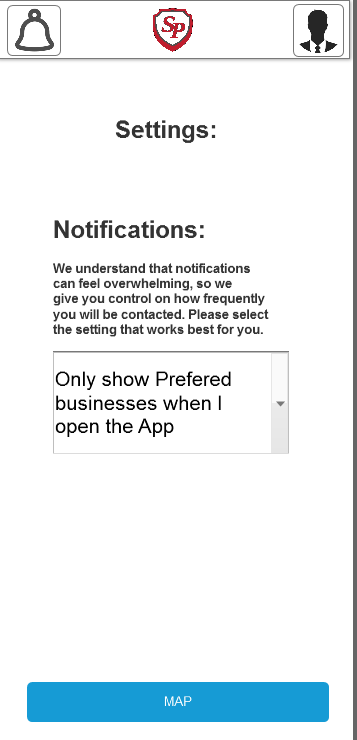 SP
Settings:
Notifications:
We understand that notifications
can feel overwhelming, so we
give you control on how frequently
you will be contacted. Please select
the setting that works best for you.
Only show Prefered
businesses when I
open the App
MAP